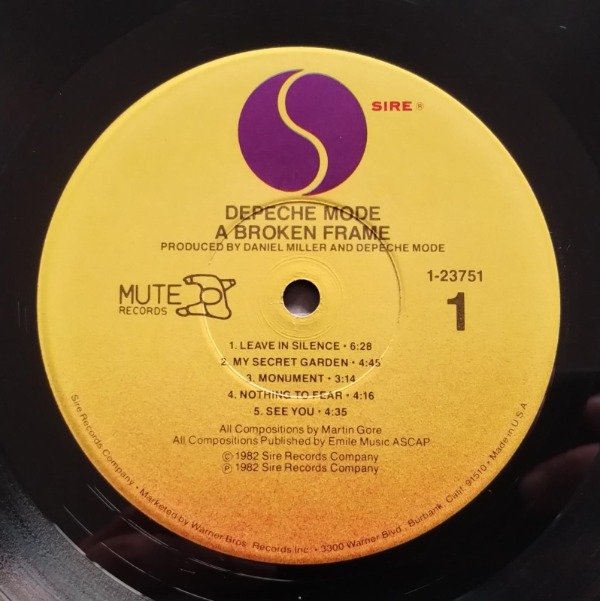 SIRE ®
DEPECHE MODE
A BROKEN FRAME
PRODUCED BY DANIEL MILLER AND DEPECHE MODE
MUTE
RECORDS
1-23751
1
1. LEAVE IN SILENCE • 6:28
2. MY SECRET GARDEN • 4:45
3. MONUMENT • 3:14
4. NOTHING TO FEAR • 4:16
5. SEE YOU • 4:35
All Compositions by Martin Gore
All Compositions Published by Emile Music ASCAP
© 1982 Sire Records Company
℗ 1982 Sire Records Company
Sire Records Company • Marketed by Warner Bros. Records Inc. • 3300 Warner Blvd., Burbank, Calif. 91510 • Made in U.S.A.